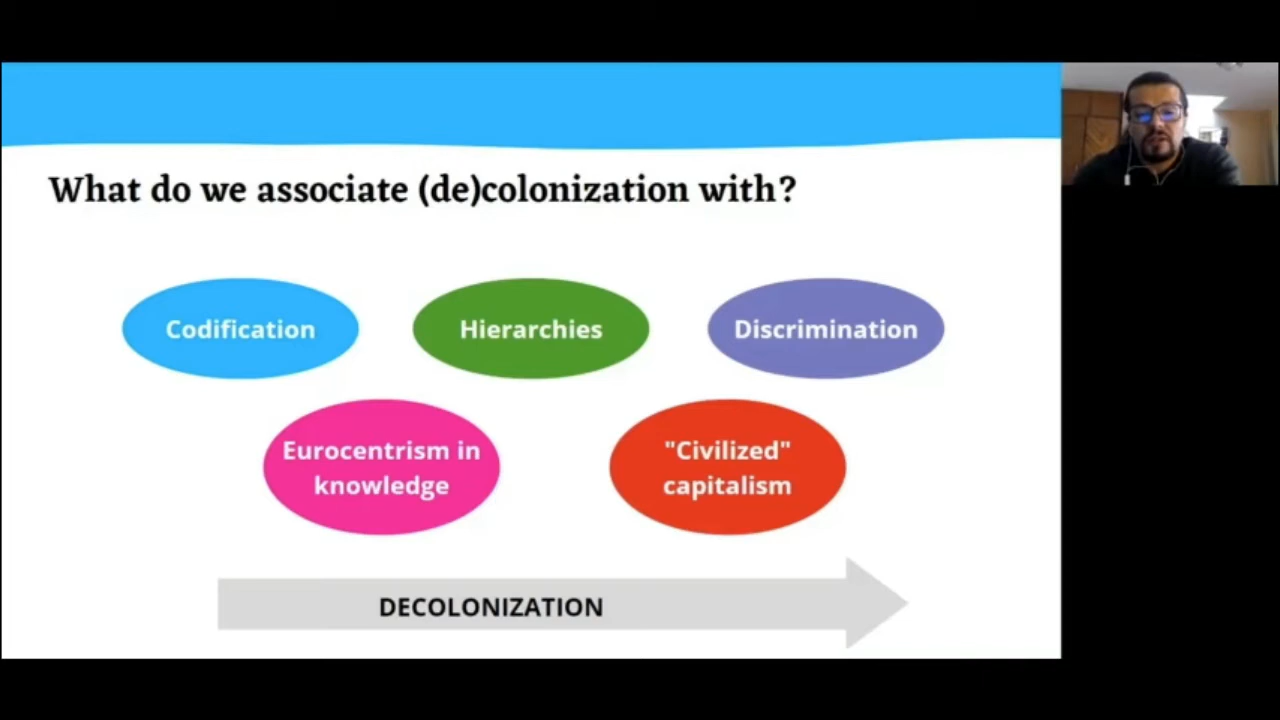 What do we associate (de)colonization with?
Codification
Hierarchies
Discrimination
Eurocentrism in
knowledge
"Civilized"
capitalism
DECOLONIZATION